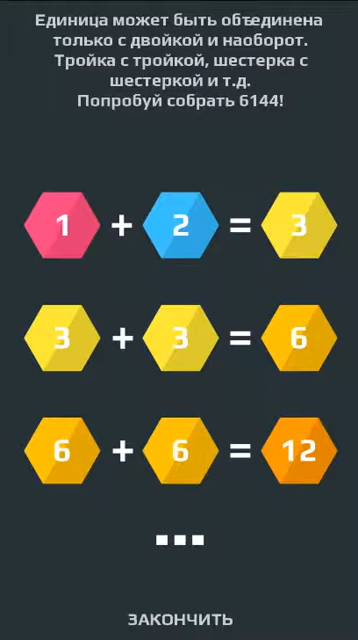 Единица может быть объединена
только с двойкой и наоборот.
Тройка с тройкой, шестерка с
шестеркой и т.д.
Попробуй собрать 6144!
1 + 2 = 3
3 + 3 = 6
6 + 6 = 12
...
ЗАКОНЧИТЬ